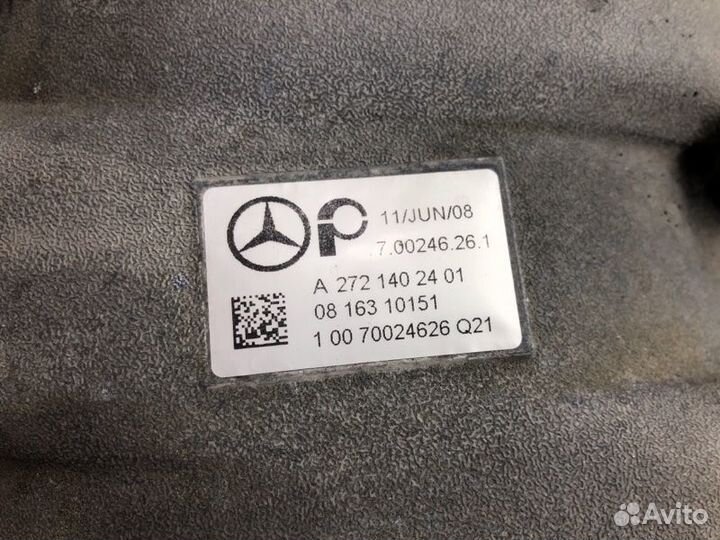 11/JUN/08
7.00246.26.1
A 272 140 24 01
08 163 10151
1 00 70024626 Q21
Avito